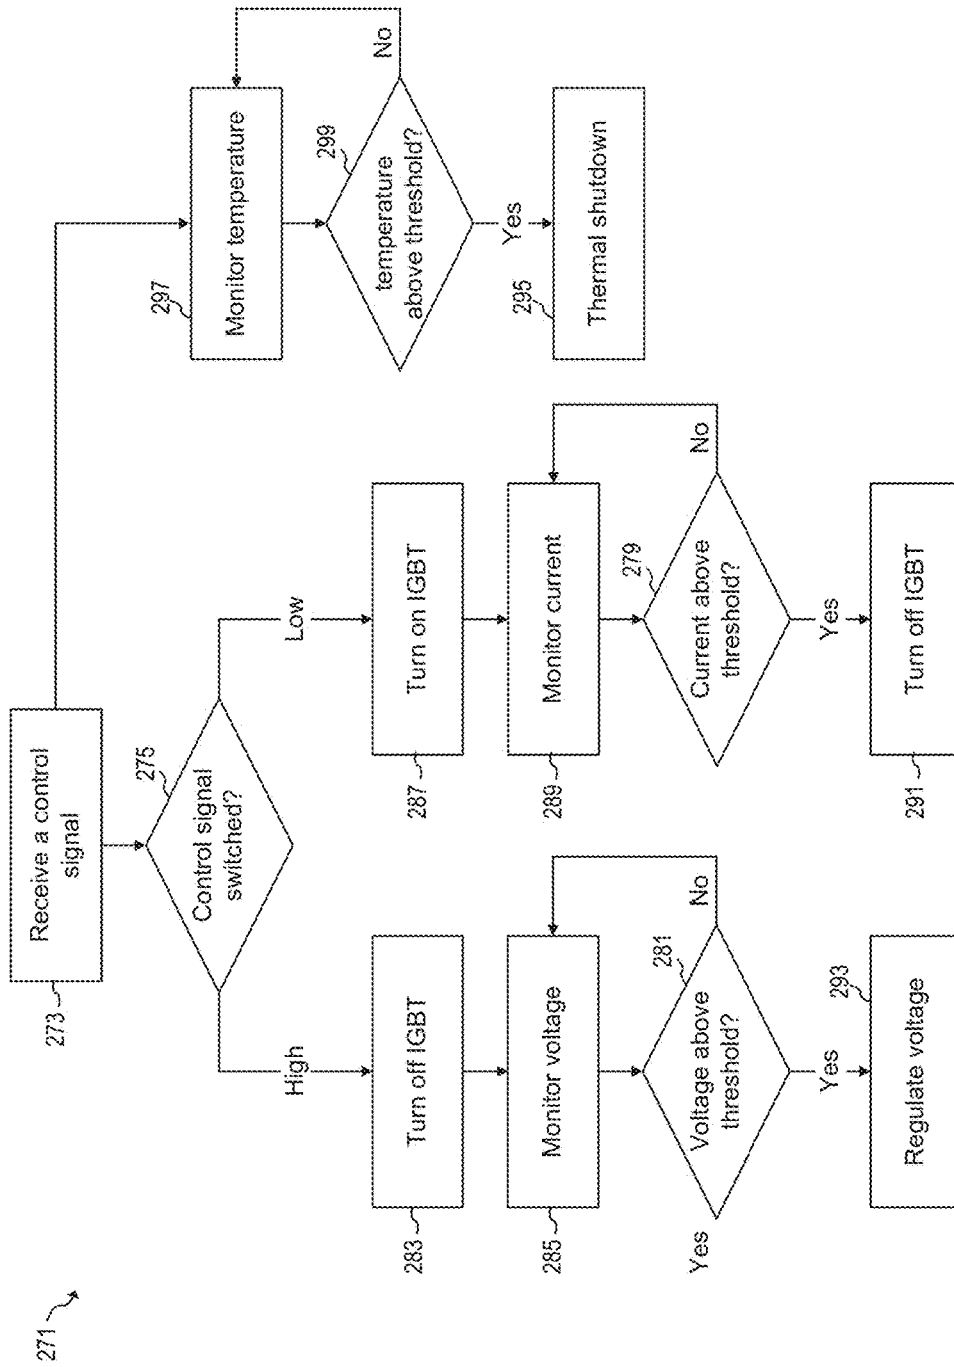 271
273
Receive a control
signal
275
Control signal
switched?
High
Low
283
Turn off IGBT
285
Monitor voltage
281
Voltage above
threshold?
No
Yes
Yes
293
Regulate voltage
287
Turn on IGBT
289
Monitor current
279
Current above
threshold?
No
Yes
291
Turn off IGBT
297
Monitor temperature
299
temperature
above threshold?
No
Yes
295
Thermal shutdown